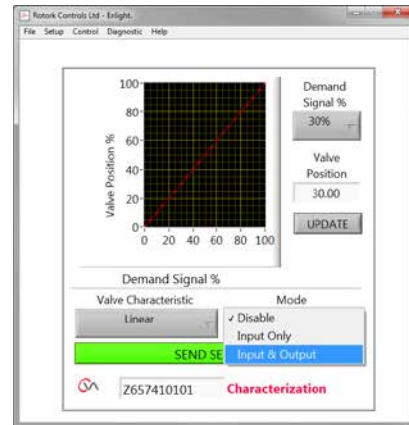 Rotork Controls Ltd - Enlight.
File Setup Control Diagnostic Help
Valve Position %
100
80
60
40
20
0
0 20 40 60 80 100
Demand Signal %
Demand
Signal %
30%
Valve
Position
30.00
UPDATE
Valve Characteristic
Linear
Mode
✓ Disable
Input Only
Input & Output
SEND SE
Z657410101
Characterization